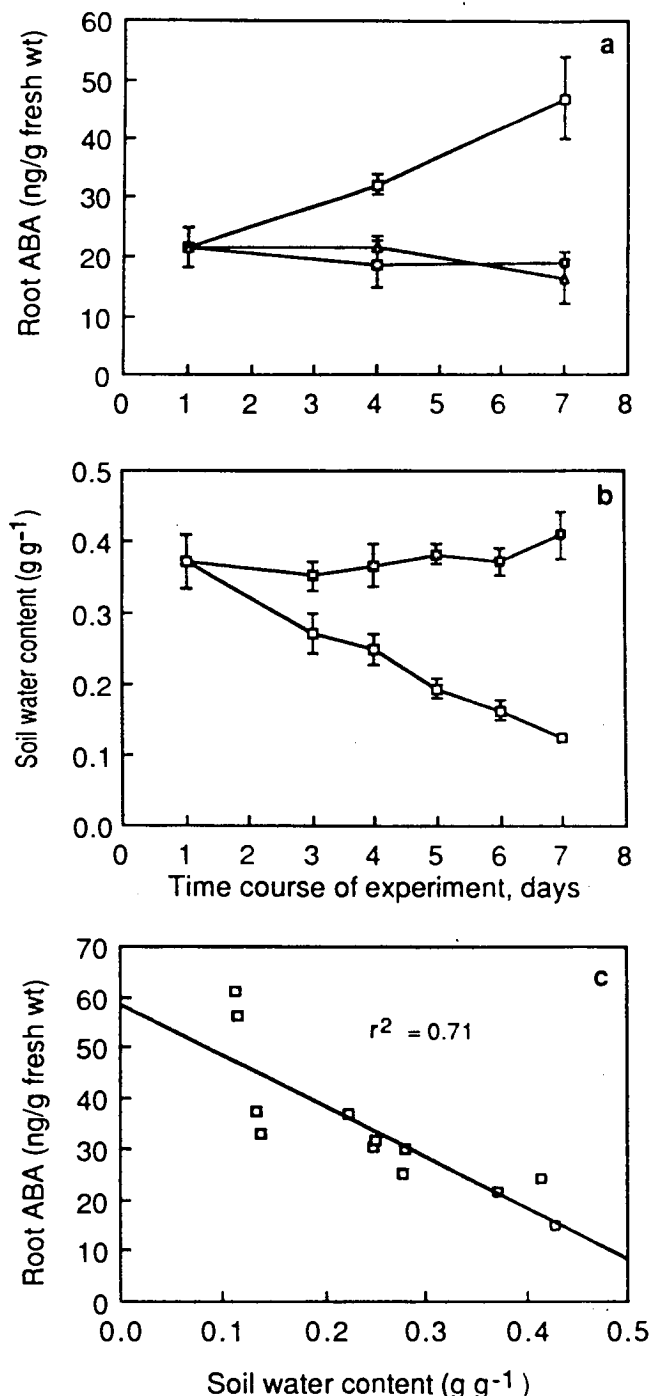 a
Root ABA (ng/g fresh wt)
60
50
40
30
20
10
0
0 1 2 3 4 5 6 7 8
b
Soil water content (g g-1)
0.5
0.4
0.3
0.2
0.1
0.0
0 1 3 4 5 6 7 8
Time course of experiment, days
c
r2 = 0.71
Root ABA (ng/g fresh wt)
70
60
50
40
30
20
10
0
0.0 0.1 0.2 0.3 0.4 0.5
Soil water content (g g-1)